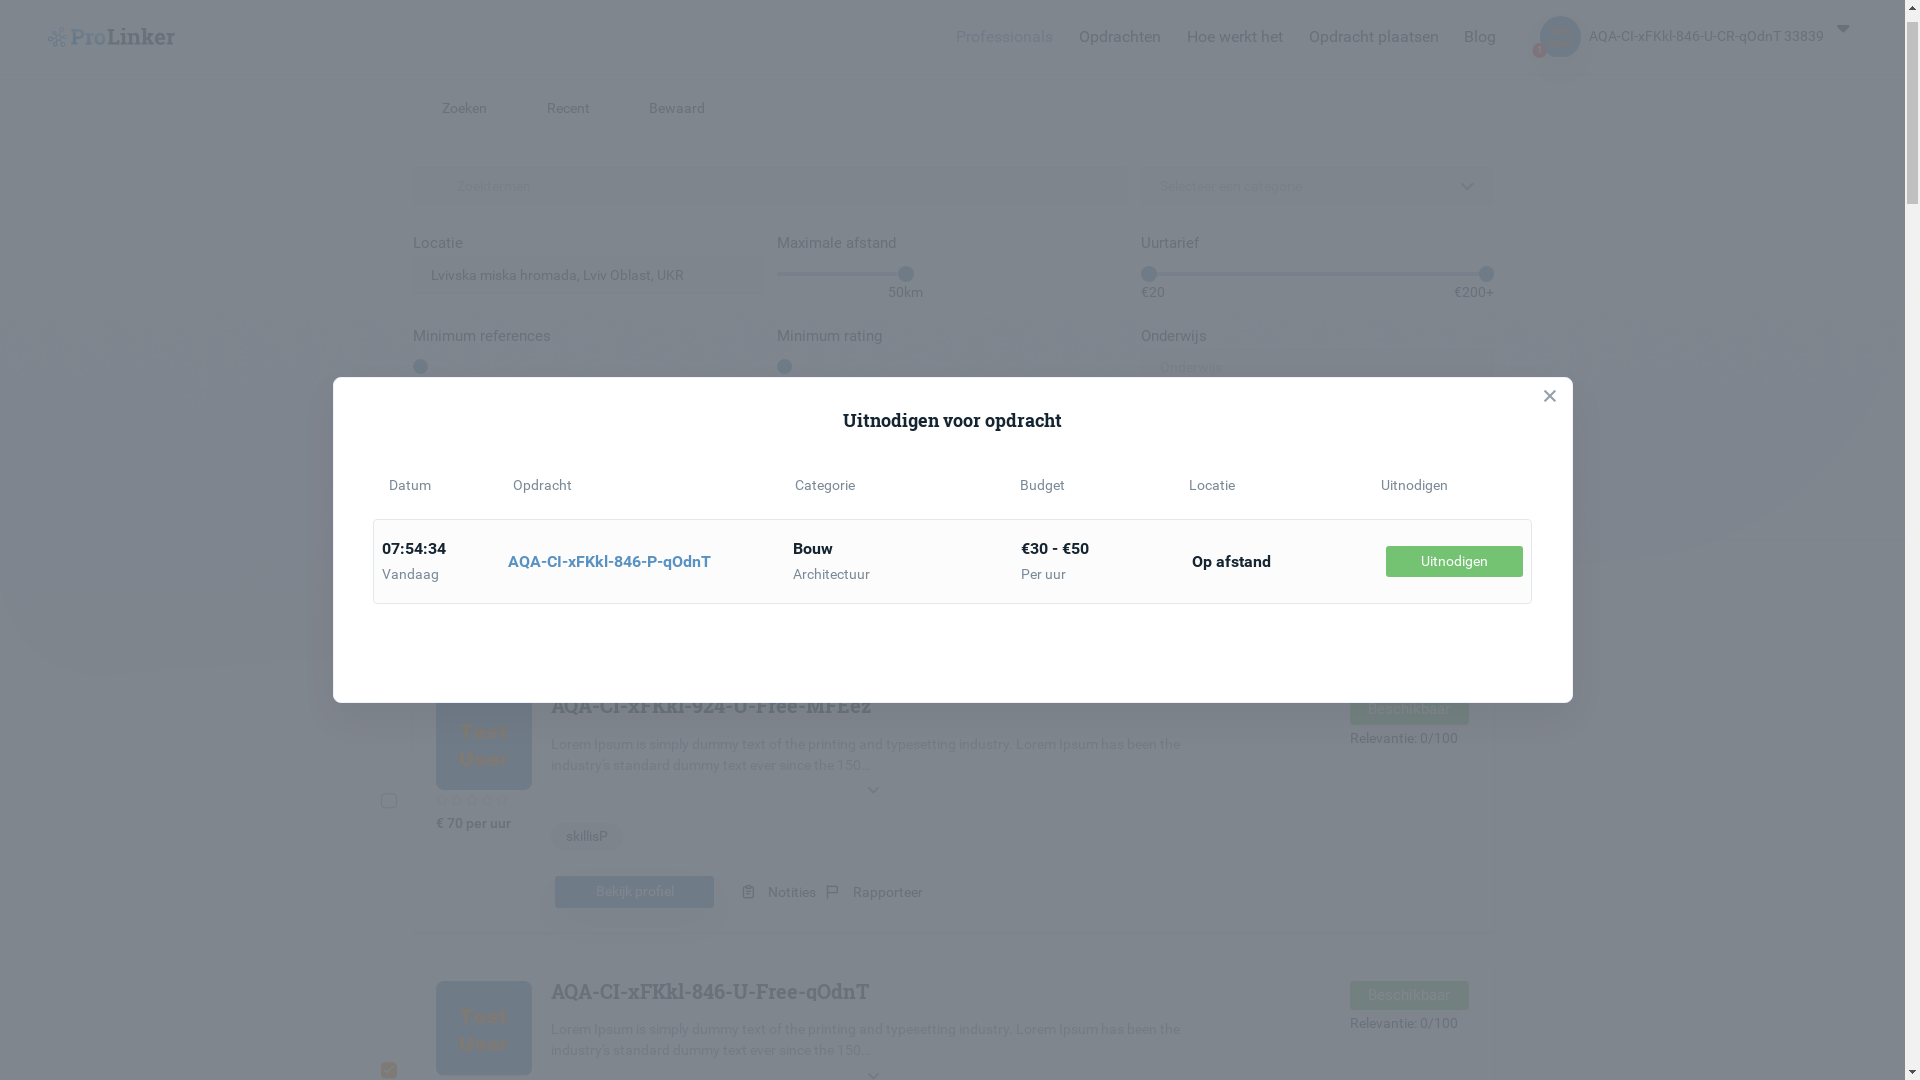 ProLinker
Professionals Opdrachten Hoe werkt het Opdracht plaatsen Blog
1
AQA-CI-xFKkl-846-U-CR-qOdnT 33839
Zoeken Recent Bewaard
Zoektermen
Selecteer een categorie
Locatie Maximale afstand Uurtarief
Lvivska miska hromada, Lviv Oblast, UKR
50km €20 €200+
Minimum references Minimum rating Onderwijs
Onderwijs
Uitnodigen voor opdracht
Datum Opdracht Categorie Budget Locatie Uitnodigen
07:54:34 Bouw €30 - €50
AQA-CI-xFKkl-846-P-qOdnT Op afstand Uitnodigen
Vandaag Architectuur Per uur
AQA-CI-xFKkl-924-U-Free-MFEez Beschikbaar
Test
User
Lorem Ipsum is simply dummy text of the printing and typesetting industry. Lorem Ipsum has been the
industry's standard dummy text ever since the 150...
Relevantie: 0/100
€ 70 per uur
skillisP
Bekijk profiel Notities Rapporteer
AQA-CI-xFKkl-846-U-Free-qOdnT Beschikbaar
Test
User
Lorem Ipsum is simply dummy text of the printing and typesetting industry. Lorem Ipsum has been the
industry's standard dummy text ever since the 150...
Relevantie: 0/100